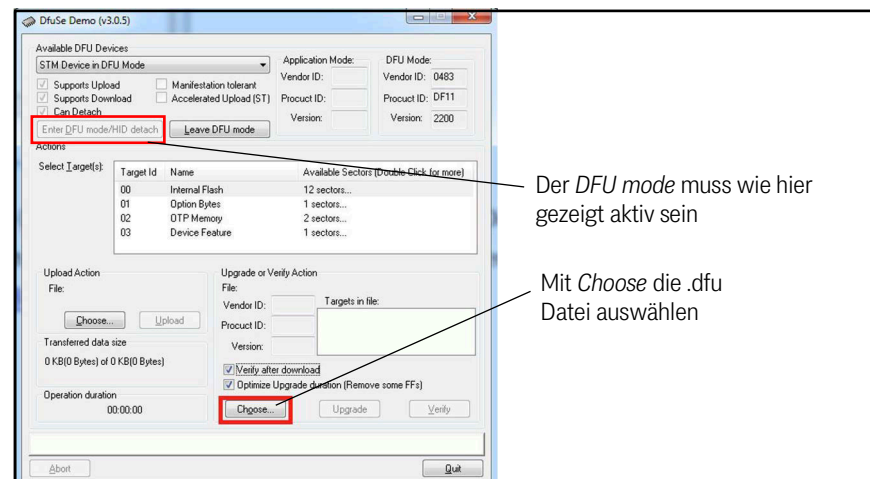 DfuSe Demo (v3.0.5)
Available DFU Devices
STM Device in DFU Mode
Supports Upload
Manifestation tolerant
Supports Download
Accelerated Upload (ST)
Can Detach
Enter DFU mode/HID detach
Leave DFU mode
Application Mode:
Vendor ID:
Procuct ID:
Version:
DFU Mode:
Vendor ID: 0483
Procuct ID: DF11
Version: 2200
Actions
Select Target(s):
Target Id Name Available Sectors (Double Click for more)
00 Internal Flash 12 sectors...
01 Option Bytes 1 sectors...
02 OTP Memory 2 sectors...
03 Device Feature 1 sectors...
Der DFU mode muss wie hier
gezeigt aktiv sein
Upload Action
File:
Choose...
Upload
Transferred data size
0 KB(0 Bytes) of 0 KB(0 Bytes)
Operation duration
00:00:00
Upgrade or Verify Action
File:
Vendor ID:
Targets in file:
Procuct ID:
Version:
Verify after download
Optimize Upgrade duration (Remove some FFs)
Choose...
Upgrade
Verify
Mit Choose die .dfu
Datei auswählen
Abort
Quit